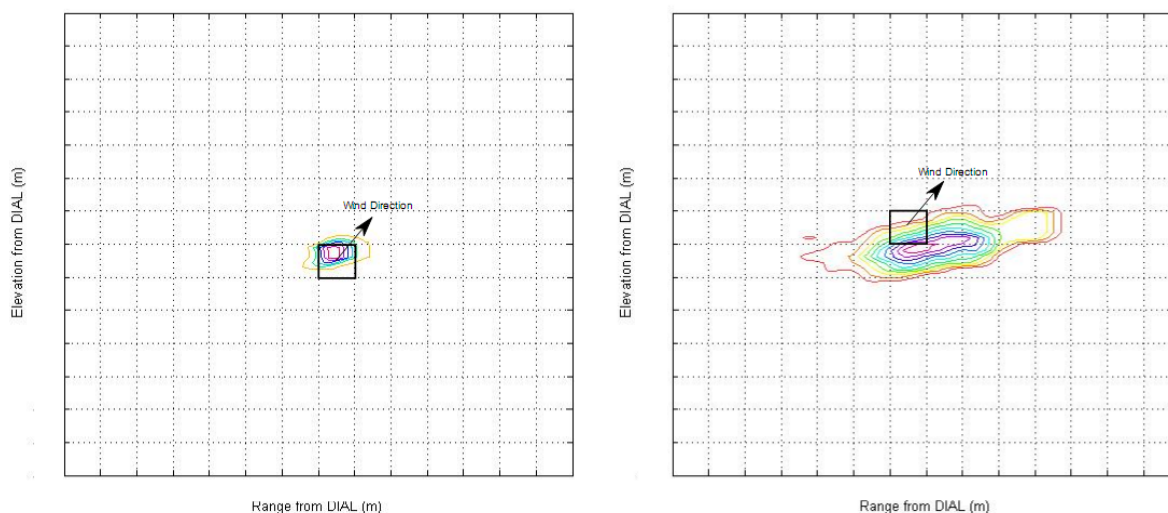 Elevation from DIAL (m)
Wind Direction
Range from DIAL (m)
Elevation from DIAL (m)
Wind Direction
Range from DIAL (m)